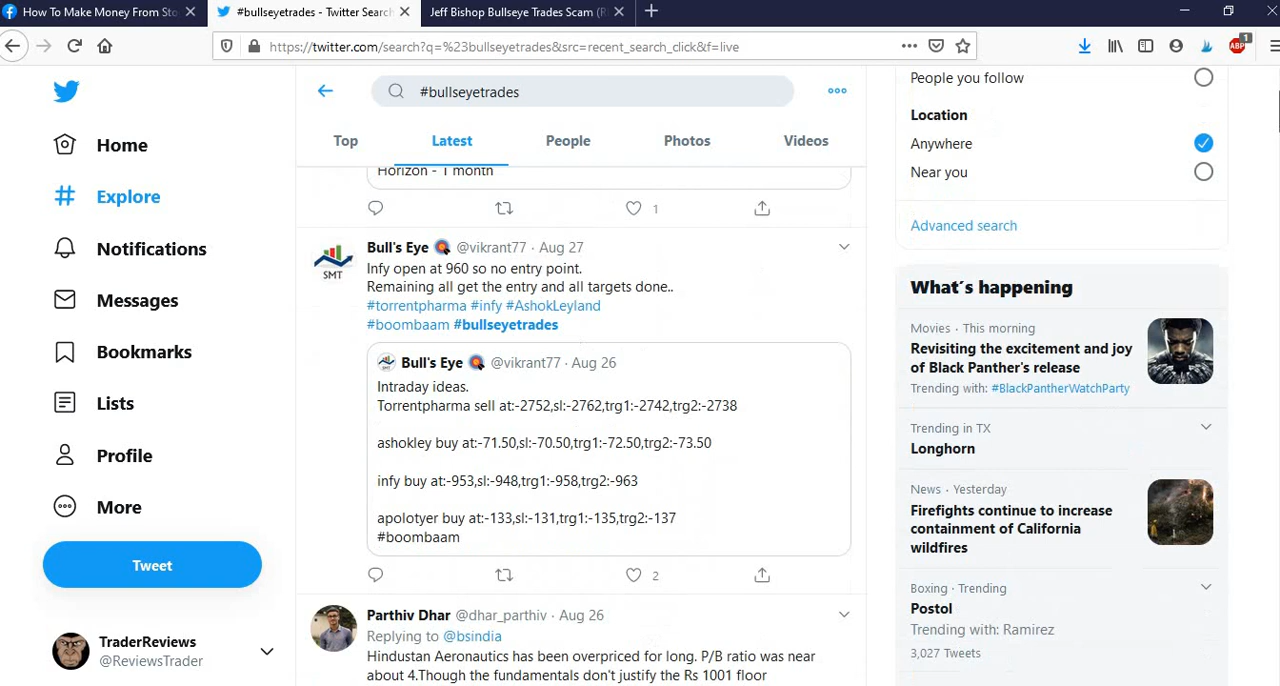 How To Make Money From Sto
#bullseyetrades - Twitter Searc
Jeff Bishop Bullseye Trades Scam (R
https://twitter.com/search?q=%23bullseyetrades&src=recent_search_click&f=live
ABP
1
Home
Explore
Notifications
Messages
Bookmarks
Lists
Profile
More
Tweet
TraderReviews
@ReviewsTrader
#bullseyetrades
Top Latest People Photos Videos
Horizon - 1 month
1
SMT
Bull's Eye @vikrant77 · Aug 27
Infy open at 960 so no entry point.
Remaining all get the entry and all targets done..
#torrentpharma #infy #AshokLeyland
#boombaam #bullseyetrades
Bull's Eye @vikrant77 · Aug 26
Intraday ideas.
Torrentpharma sell at:-2752,sl:-2762,trg1:-2742,trg2:-2738
ashokley buy at:-71.50,sl:-70.50,trg1:-72.50,trg2:-73.50
infy buy at:-953,sl:-948,trg1:-958,trg2:-963
apolotyer buy at:-133,sl:-131,trg1:-135,trg2:-137
#boombaam
2
Parthiv Dhar @dhar_parthiv · Aug 26
Replying to @bsindia
Hindustan Aeronautics has been overpriced for long. P/B ratio was near
about 4.Though the fundamentals don't justify the Rs 1001 floor
People you follow
Location
Anywhere
Near you
Advanced search
What's happening
Movies · This morning
Revisiting the excitement and joy
of Black Panther's release
Trending with: #BlackPantherWatchParty
Trending in TX
Longhorn
News · Yesterday
Firefights continue to increase
containment of California
wildfires
Boxing · Trending
Postol
Trending with: Ramirez
3,027 Tweets